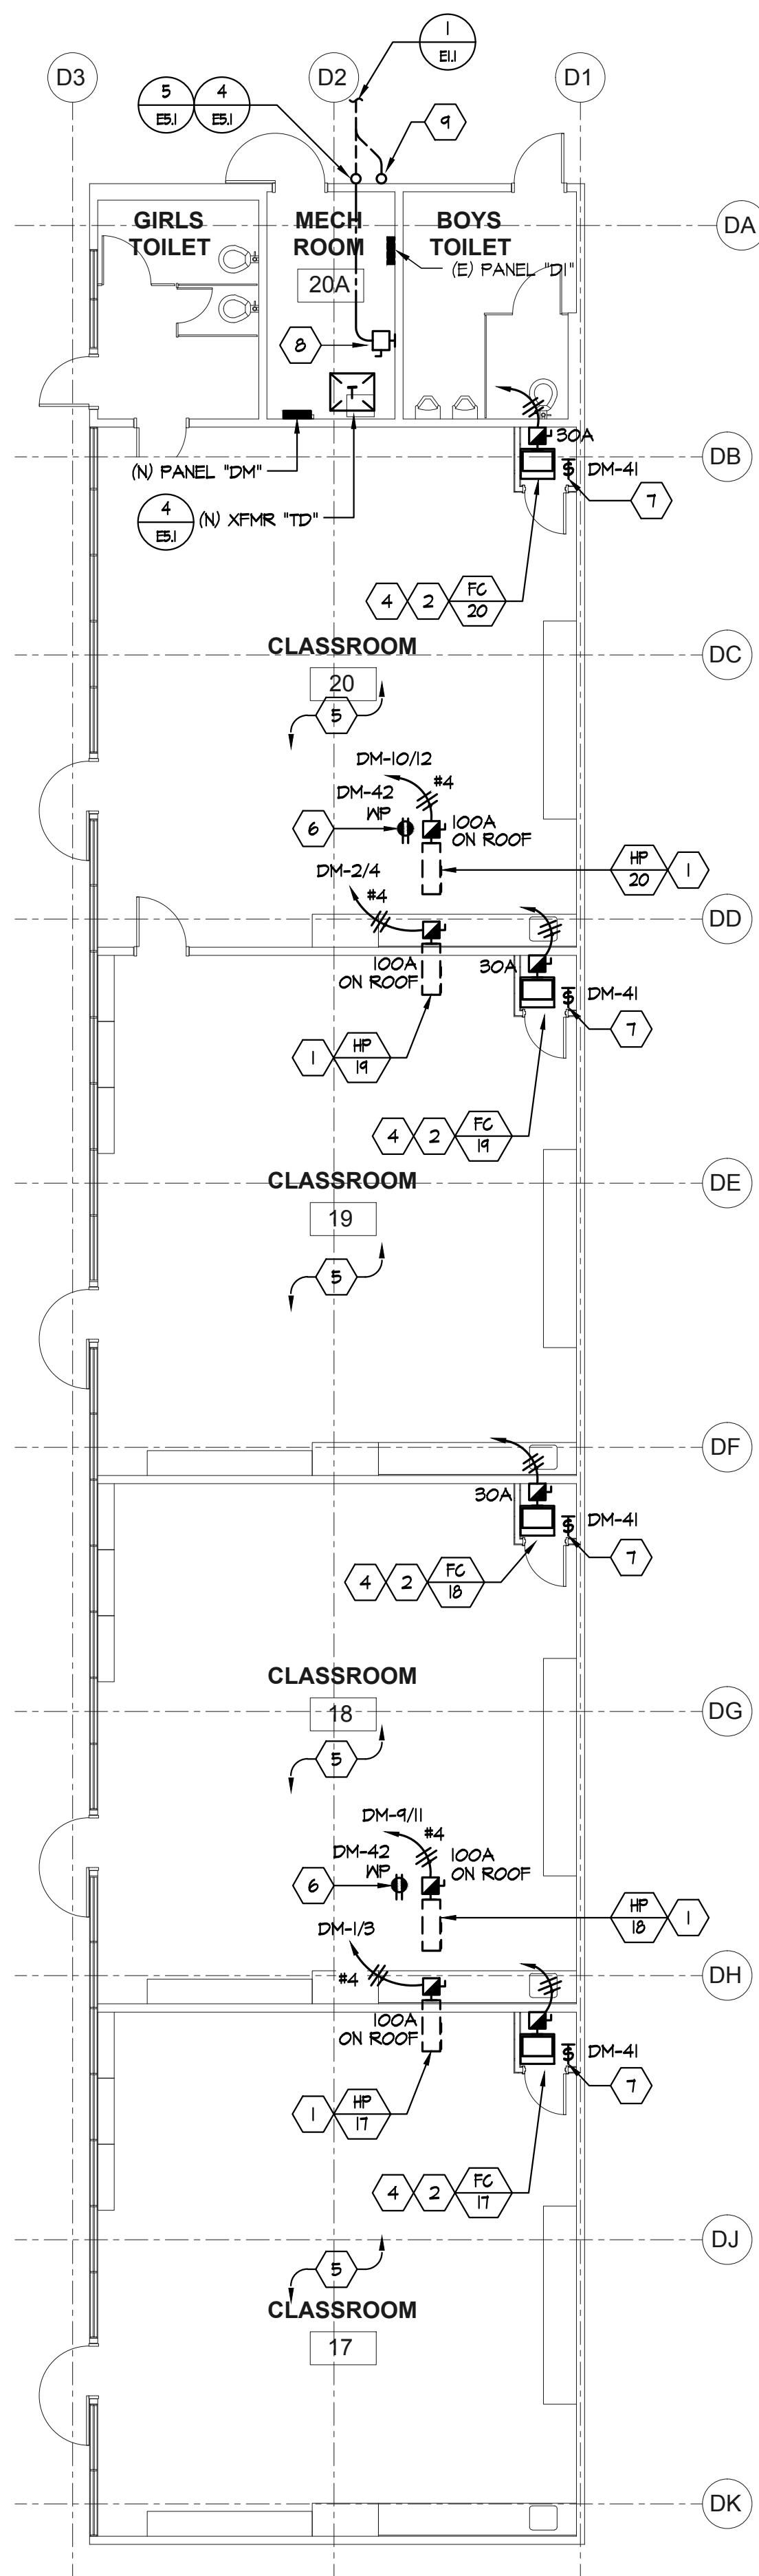 1
E1.1
D3
D2
D1
5
E5.1
4
E5.1
9
GIRLS
TOILET
MECH
ROOM
20A
BOYS
TOILET
DA
(E) PANEL "D1"
8
T
30A
DB
(N) PANEL "DM"
$
DM-41
7
4
E5.1
(N) XFMR "TD"
4
2
FC
20
CLASSROOM
20
DC
5
DM-10/12
#4
DM-42
WP
6
100A
ON ROOF
HP
20
1
DM-2/4
#4
DD
100A
ON ROOF
30A
$
DM-41
7
1
HP
19
4
2
FC
19
CLASSROOM
19
DE
5
DF
30A
$
DM-41
7
4
2
FC
18
CLASSROOM
18
DG
5
DM-9/11
#4
DM-42
WP
6
100A
ON ROOF
HP
18
1
DM-1/3
#4
DH
100A
ON ROOF
$
DM-41
7
1
HP
17
4
2
FC
17
DJ
5
CLASSROOM
17
DK